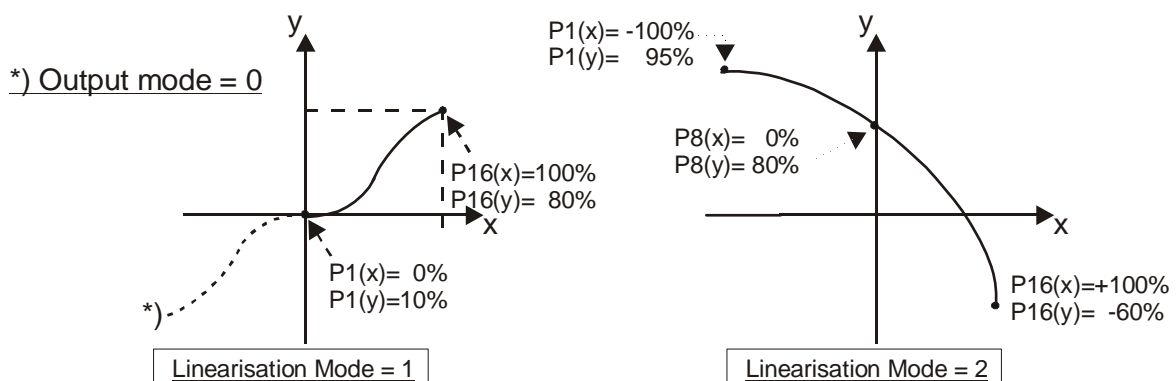 *) Output mode = 0
y
P16(x)=100%
P16(y)= 80%
x
P1(x)= 0%
P1(y)=10%
*)
Linearisation Mode = 1
P1(x)= -100%
P1(y)= 95%
y
P8(x)= 0%
P8(y)= 80%
x
P16(x)=+100%
P16(y)= -60%
Linearisation Mode = 2